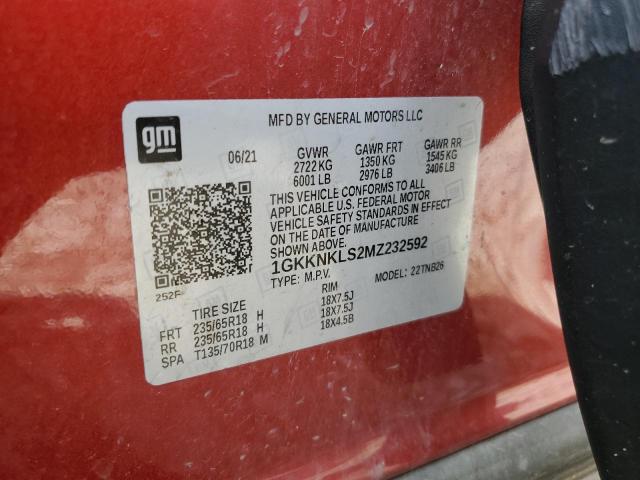 gm
MFD BY GENERAL MOTORS LLC
06/21 GVWR GAWR FRT GAWR RR
2722 KG 1350 KG 1545 KG
6001 LB 2976 LB 3406 LB
THIS VEHICLE CONFORMS TO ALL
APPLICABLE U.S. FEDERAL MOTOR
VEHICLE SAFETY STANDARDS IN EFFECT
ON THE DATE OF MANUFACTURE
SHOWN ABOVE.
1GKKNKLS2MZ232592
TYPE: M.P.V. MODEL: 22TNB26
252F
TIRE SIZE RIM
FRT 235/65R18 H 18X7.5J
RR 235/65R18 H 18X7.5J
SPA T135/70R18 M 18X4.5B